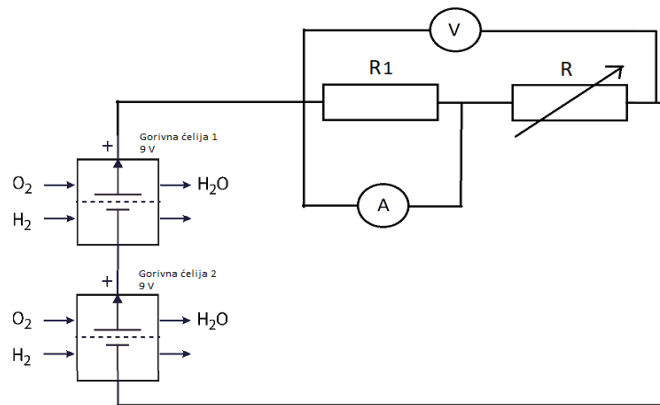 V
R1
R
A
+
Gorivna ćelija 1
9 V
O₂
H₂O
H₂
+
Gorivna ćelija 2
9 V
O₂
H₂O
H₂